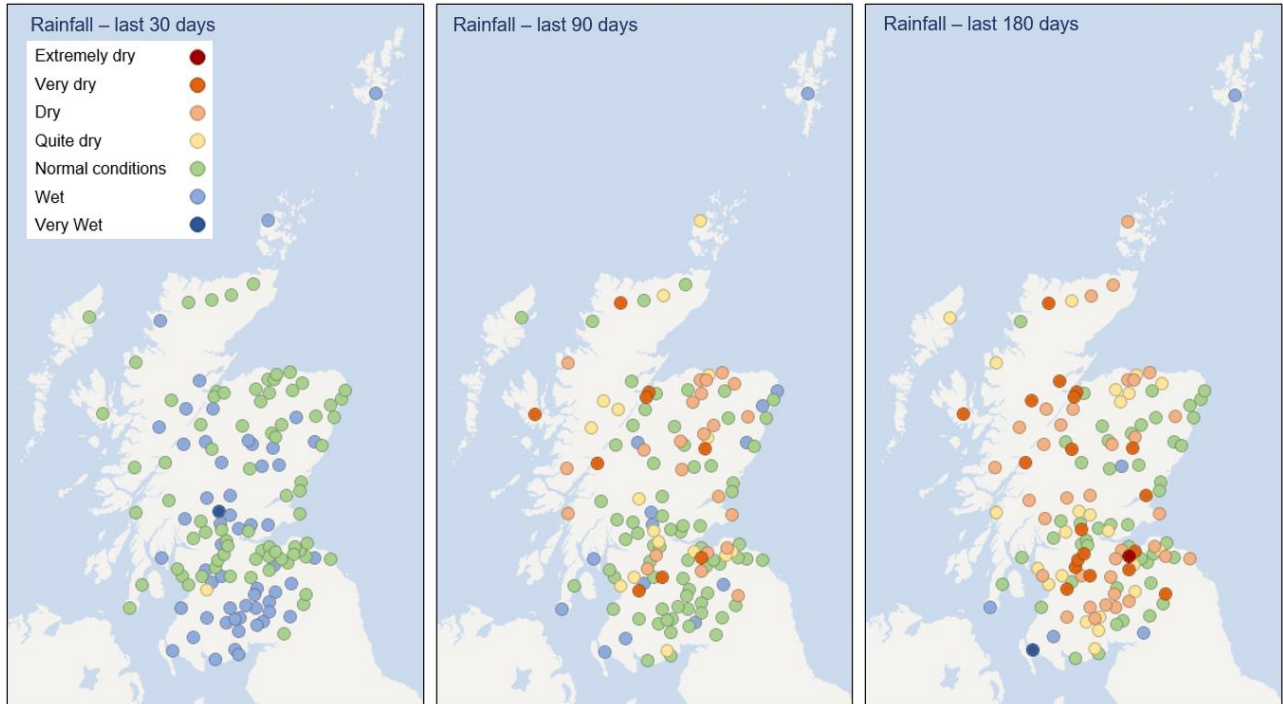 Rainfall – last 30 days
Extremely dry
Very dry
Dry
Quite dry
Normal conditions
Wet
Very Wet
Rainfall – last 90 days
Rainfall – last 180 days